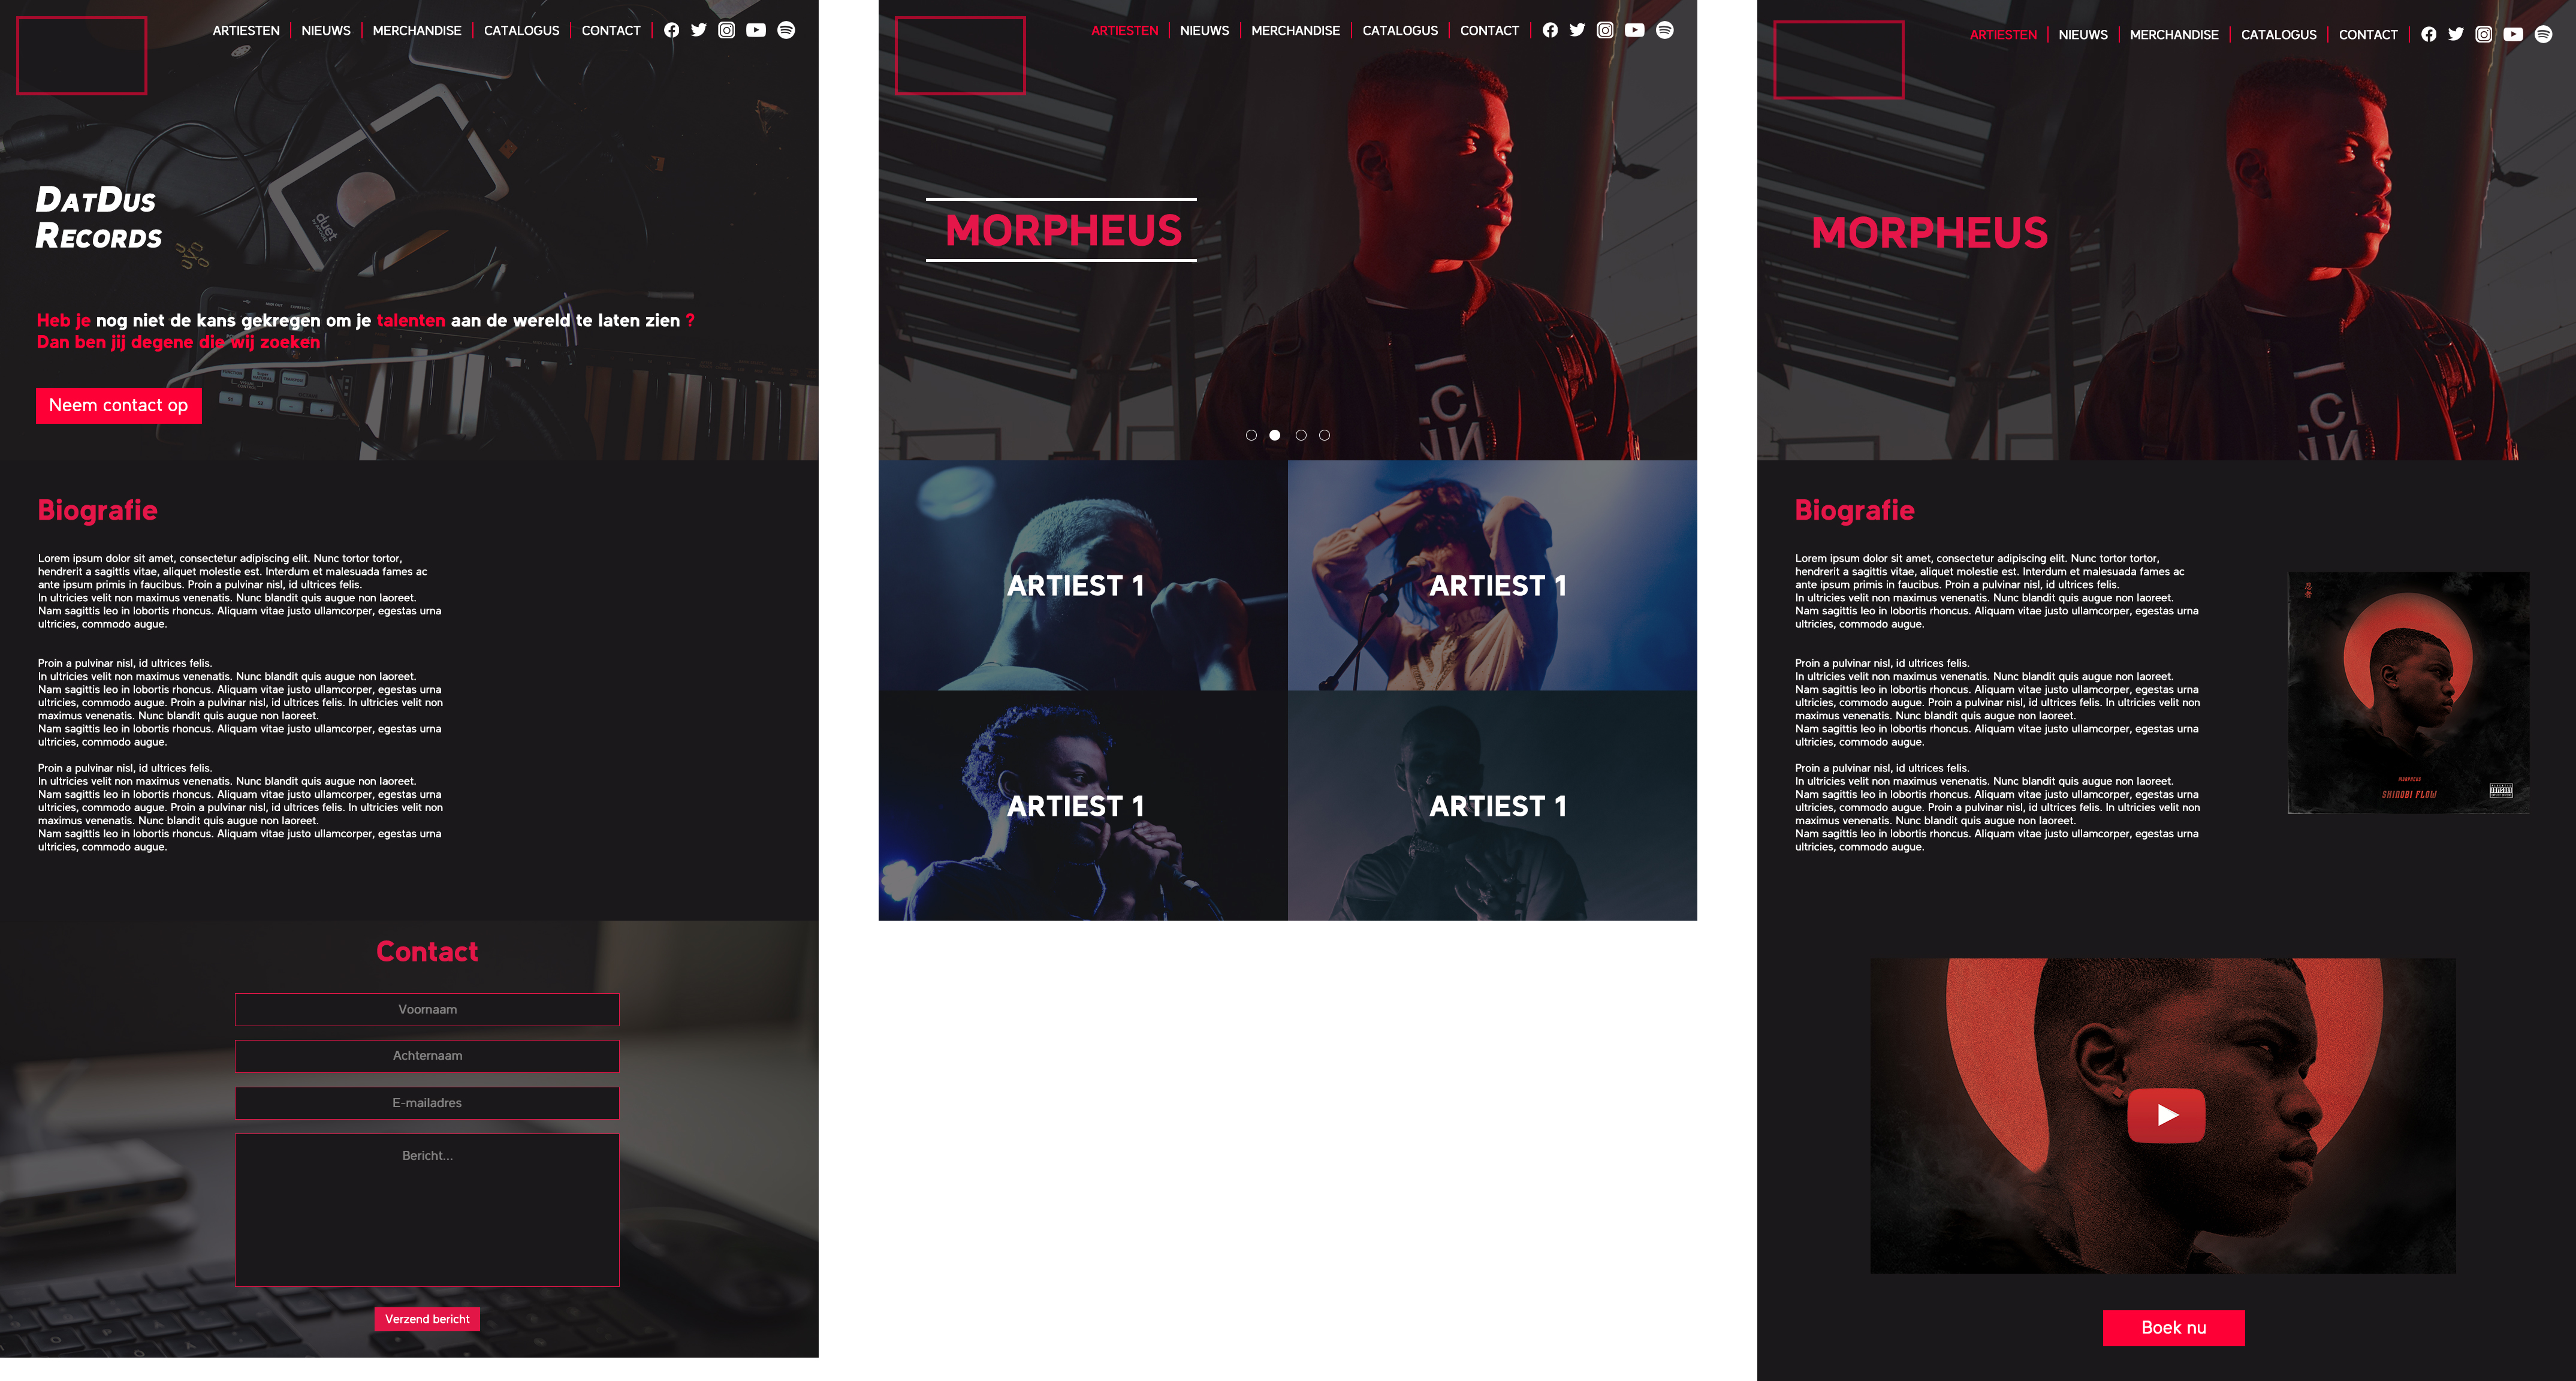 ARTIESTEN NIEUWS MERCHANDISE CATALOGUS CONTACT
DatDus
Records
duet
Heb je nog niet de kans gekregen om je talenten aan de wereld te laten zien ?
Dan ben jij degene die wij zoeken
Neem contact op
Biografie
Lorem ipsum dolor sit amet, consectetur adipiscing elit. Nunc tortor tortor,
hendrerit a sagittis vitae, aliquet molestie est. Interdum et malesuada fames ac
ante ipsum primis in faucibus. Proin a pulvinar nisl, id ultrices felis.
In ultricies velit non maximus venenatis. Nunc blandit quis augue non laoreet.
Nam sagittis leo in lobortis rhoncus. Aliquam vitae justo ullamcorper, egestas urna
ultricies, commodo augue.
Proin a pulvinar nisl, id ultrices felis.
In ultricies velit non maximus venenatis. Nunc blandit quis augue non laoreet.
Nam sagittis leo in lobortis rhoncus. Aliquam vitae justo ullamcorper, egestas urna
ultricies, commodo augue. Proin a pulvinar nisl, id ultrices felis. In ultricies velit non
maximus venenatis. Nunc blandit quis augue non laoreet.
Nam sagittis leo in lobortis rhoncus. Aliquam vitae justo ullamcorper, egestas urna
ultricies, commodo augue.
Proin a pulvinar nisl, id ultrices felis.
In ultricies velit non maximus venenatis. Nunc blandit quis augue non laoreet.
Nam sagittis leo in lobortis rhoncus. Aliquam vitae justo ullamcorper, egestas urna
ultricies, commodo augue. Proin a pulvinar nisl, id ultrices felis. In ultricies velit non
maximus venenatis. Nunc blandit quis augue non laoreet.
Nam sagittis leo in lobortis rhoncus. Aliquam vitae justo ullamcorper, egestas urna
ultricies, commodo augue.
Contact
Voornaam
Achternaam
E-mailadres
Bericht...
Verzend bericht
ARTIESTEN NIEUWS MERCHANDISE CATALOGUS CONTACT
MORPHEUS
ARTIEST 1
ARTIEST 1
ARTIEST 1
ARTIEST 1
ARTIESTEN NIEUWS MERCHANDISE CATALOGUS CONTACT
MORPHEUS
Biografie
Lorem ipsum dolor sit amet, consectetur adipiscing elit. Nunc tortor tortor,
hendrerit a sagittis vitae, aliquet molestie est. Interdum et malesuada fames ac
ante ipsum primis in faucibus. Proin a pulvinar nisl, id ultrices felis.
In ultricies velit non maximus venenatis. Nunc blandit quis augue non laoreet.
Nam sagittis leo in lobortis rhoncus. Aliquam vitae justo ullamcorper, egestas urna
ultricies, commodo augue.
Proin a pulvinar nisl, id ultrices felis.
In ultricies velit non maximus venenatis. Nunc blandit quis augue non laoreet.
Nam sagittis leo in lobortis rhoncus. Aliquam vitae justo ullamcorper, egestas urna
ultricies, commodo augue. Proin a pulvinar nisl, id ultrices felis. In ultricies velit non
maximus venenatis. Nunc blandit quis augue non laoreet.
Nam sagittis leo in lobortis rhoncus. Aliquam vitae justo ullamcorper, egestas urna
ultricies, commodo augue.
Proin a pulvinar nisl, id ultrices felis.
In ultricies velit non maximus venenatis. Nunc blandit quis augue non laoreet.
Nam sagittis leo in lobortis rhoncus. Aliquam vitae justo ullamcorper, egestas urna
ultricies, commodo augue. Proin a pulvinar nisl, id ultrices felis. In ultricies velit non
maximus venenatis. Nunc blandit quis augue non laoreet.
Nam sagittis leo in lobortis rhoncus. Aliquam vitae justo ullamcorper, egestas urna
ultricies, commodo augue.
忍者
MORPHEUS
SHINOBI FLOW
Boek nu